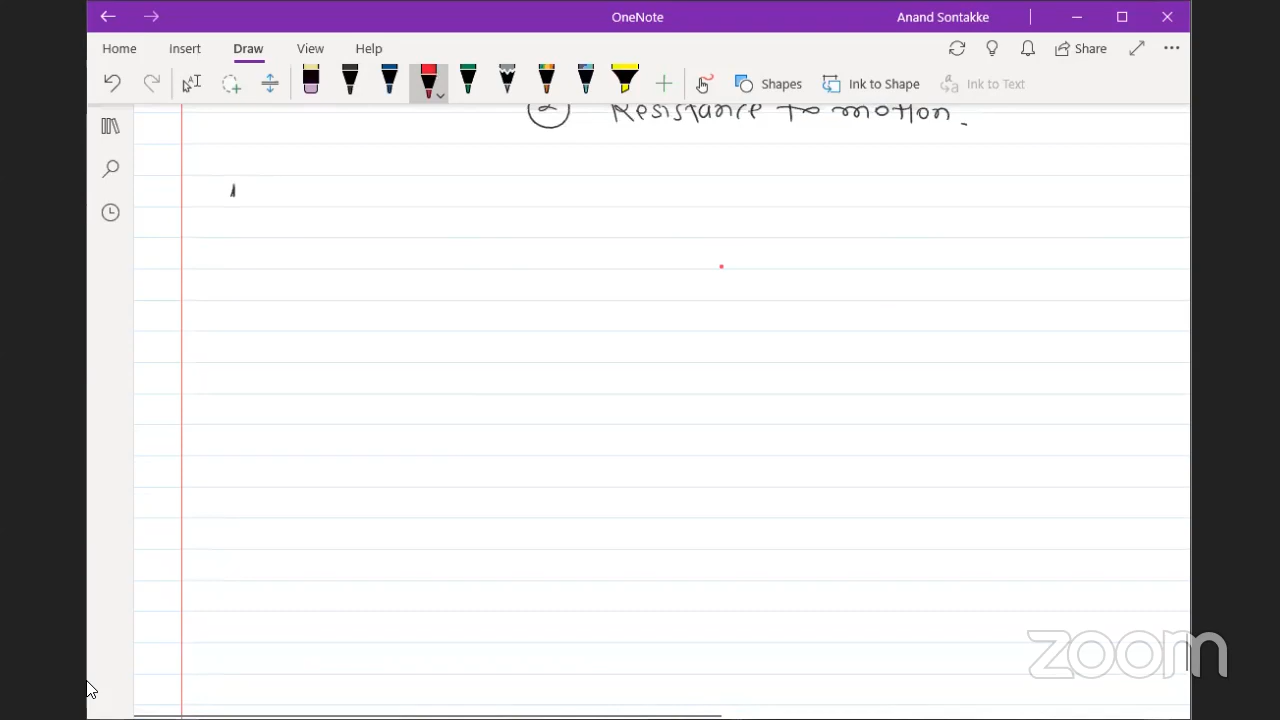 OneNote
Anand Sontakke
Home Insert Draw View Help
Share
Shapes Ink to Shape Ink to Text
② Resistance to motion.
zoom